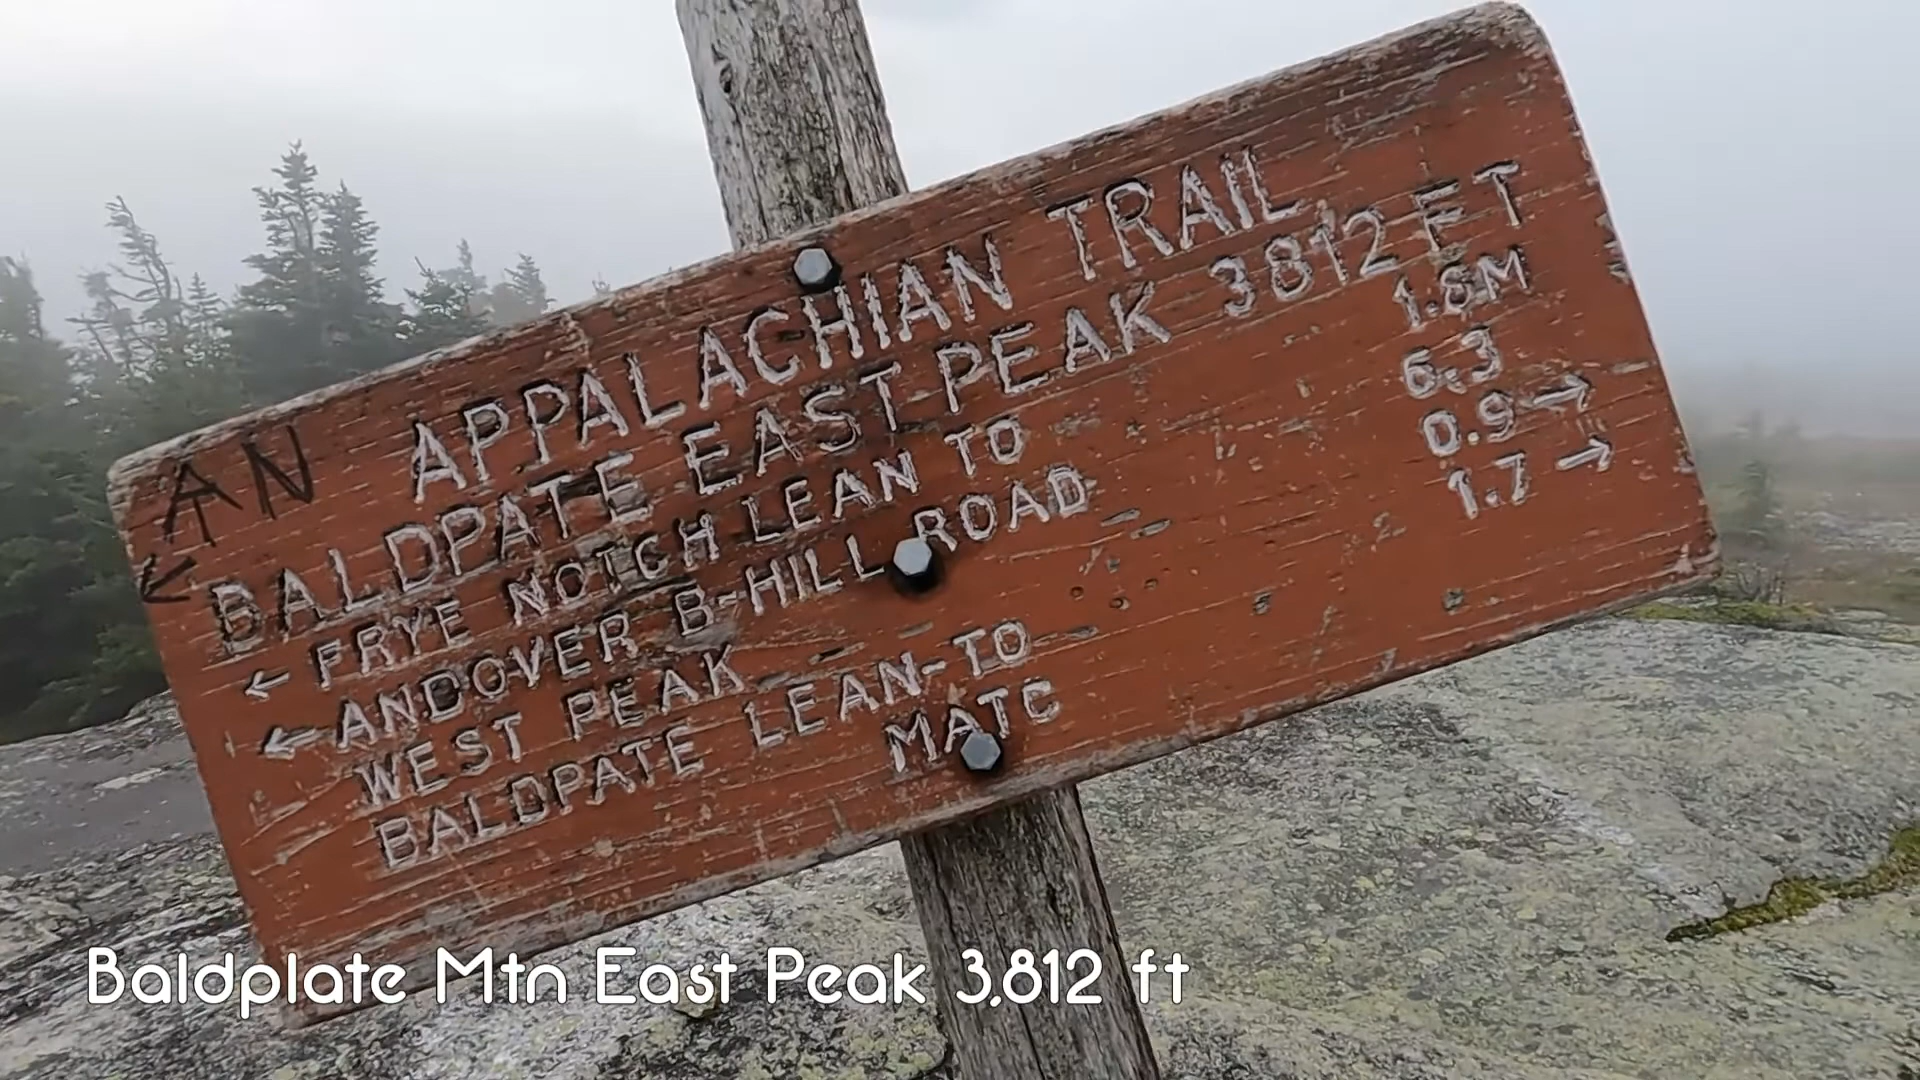 AN
APPALACHIAN TRAIL
BALDPATE EAST PEAK 3812 FT
← FRYE NOTCH LEAN TO 1.8M
← ANDOVER B-HILL ROAD 6.3
WEST PEAK 0.9 →
BALDPATE LEAN-TO 1.7 →
MATC
Baldplate Mtn East Peak 3,812 ft